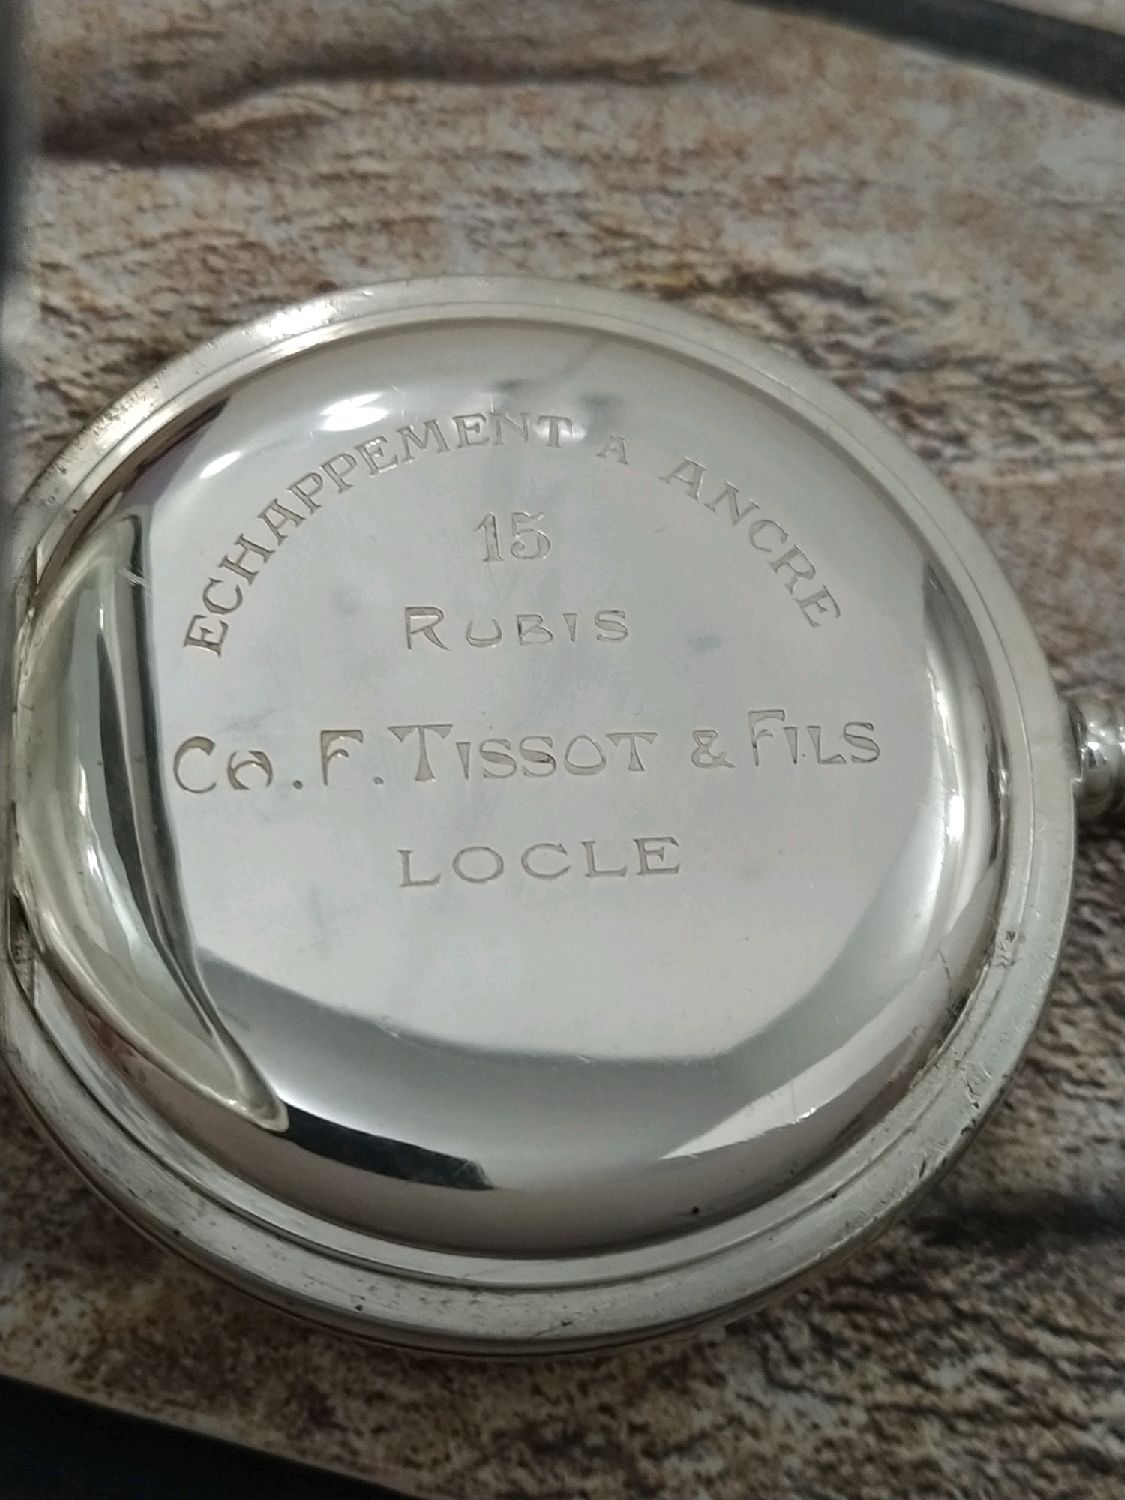 ECHAPPEMENT A ANCRE
15
RUBIS
CH. F. TISSOT & FILS
LOCLE